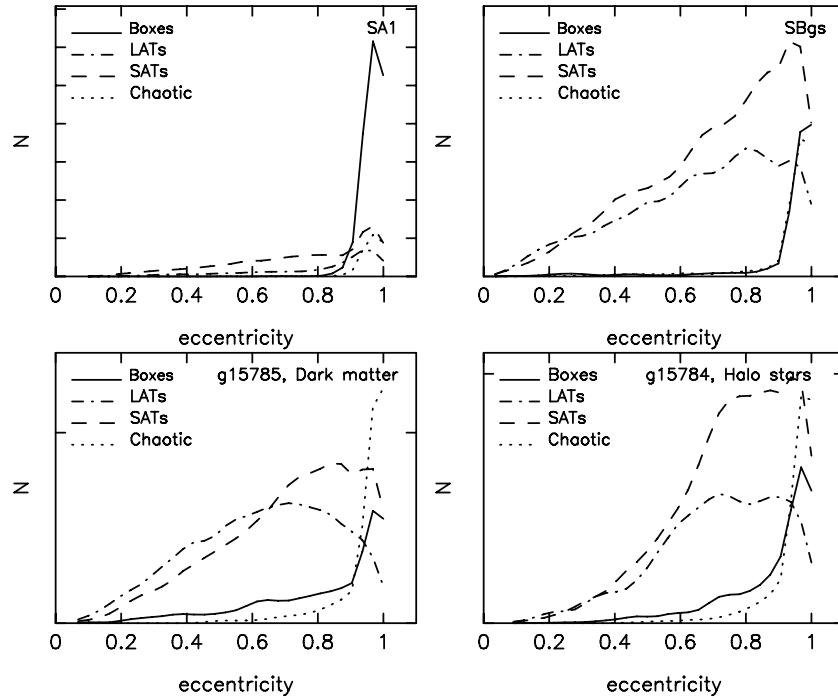 SA1
Boxes
LATs
SATs
Chaotic
N
0 0.2 0.4 0.6 0.8 1
eccentricity
SBgs
Boxes
LATs
SATs
Chaotic
N
0 0.2 0.4 0.6 0.8 1
eccentricity
g15785, Dark matter
Boxes
LATs
SATs
Chaotic
N
0 0.2 0.4 0.6 0.8 1
eccentricity
g15784, Halo stars
Boxes
LATs
SATs
Chaotic
N
0 0.2 0.4 0.6 0.8 1
eccentricity